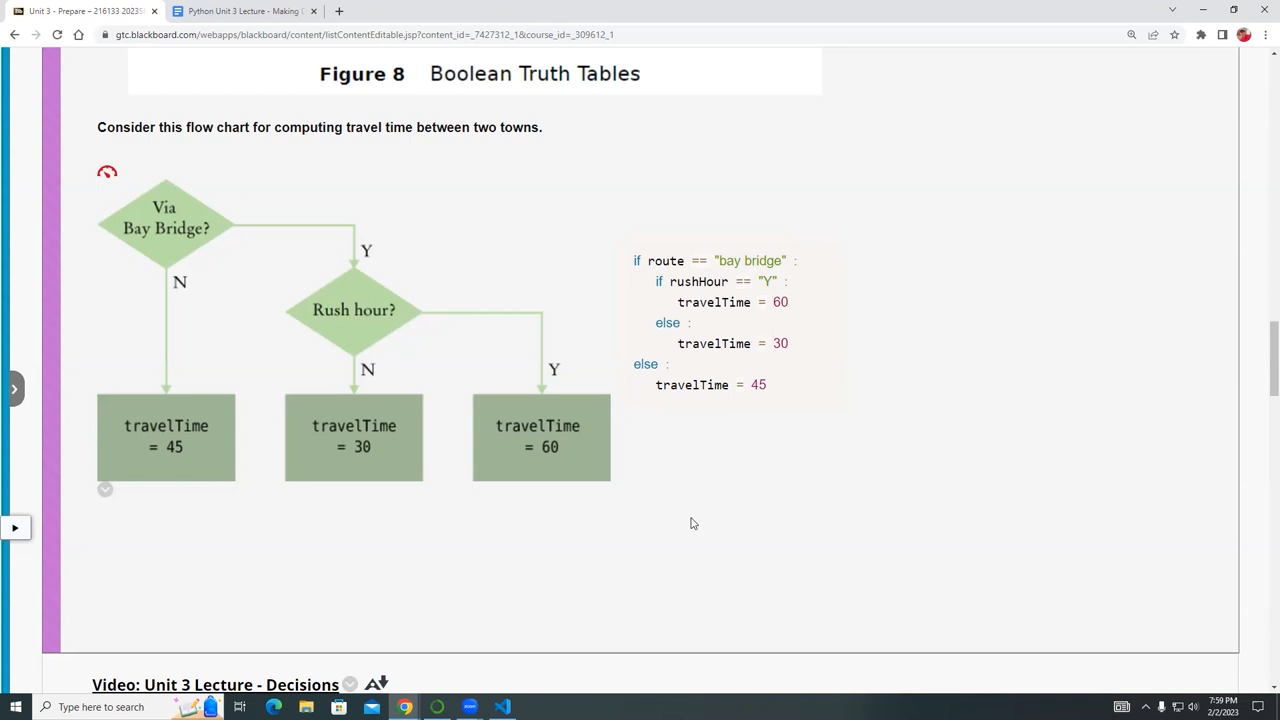 Unit 3 - Prepare – 216133 2023S
Python Unit 3 Lecture - Making D
gtc.blackboard.com/webapps/blackboard/content/listContentEditable.jsp?content_id=_7427312_1&course_id=_309612_1
Figure 8 Boolean Truth Tables
Consider this flow chart for computing travel time between two towns.
Via
Bay Bridge?
Y
N
Rush hour?
N
Y
travelTime
= 45
travelTime
= 30
travelTime
= 60
if route == "bay bridge" :
if rushHour == "Y" :
travelTime = 60
else :
travelTime = 30
else :
travelTime = 45
Video: Unit 3 Lecture - Decisions
Type here to search
7:59 PM
2/2/2023